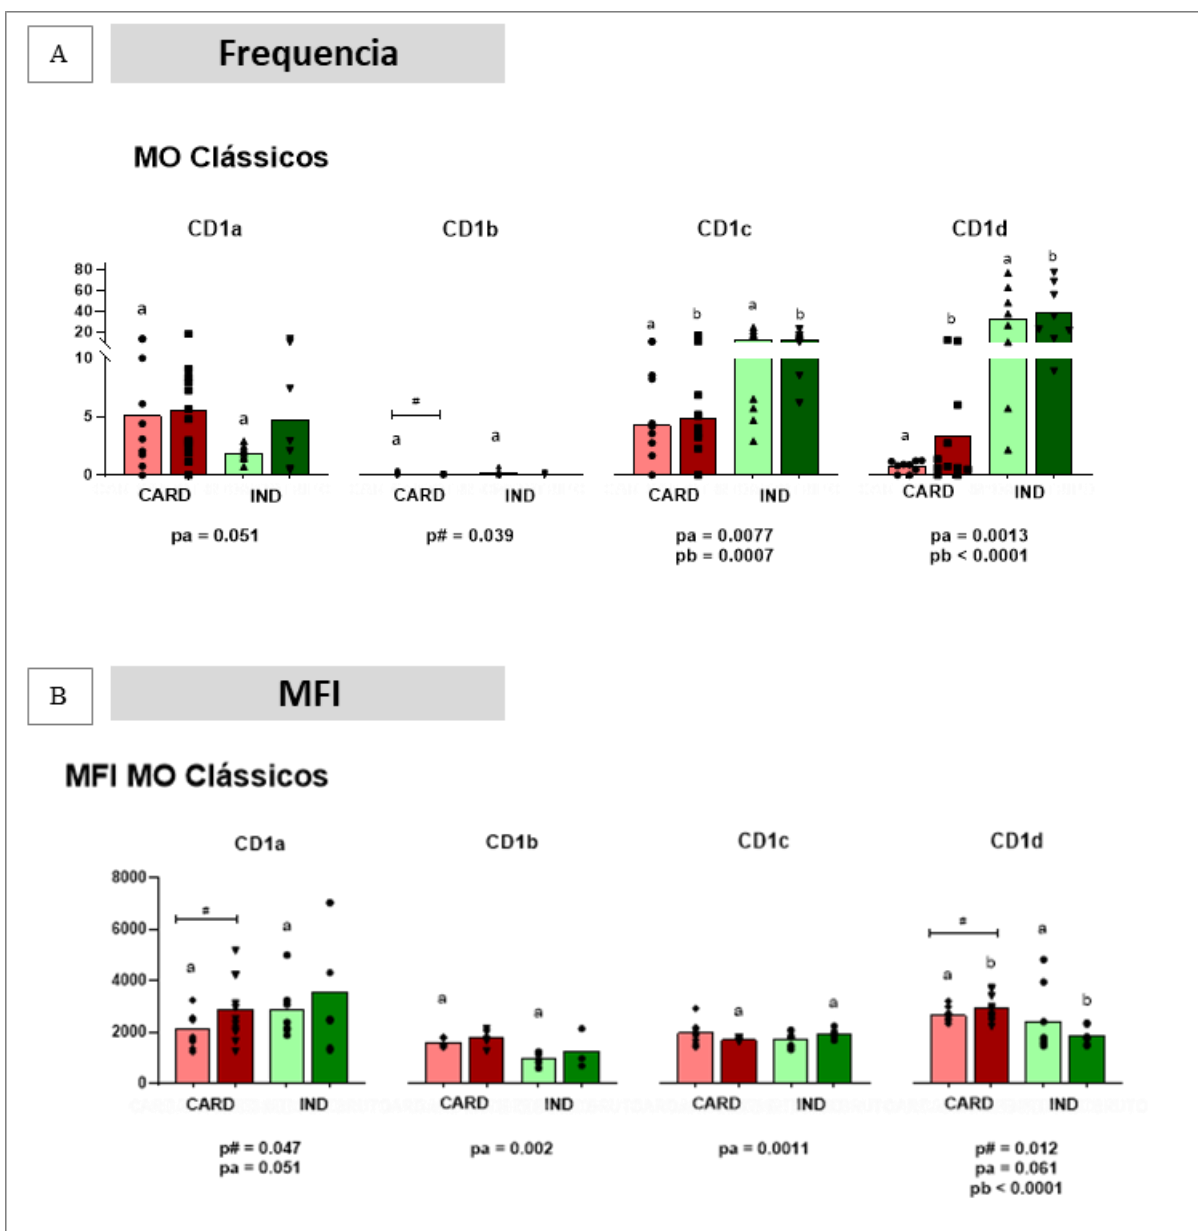 A
Frequencia
MO Clássicos
CD1a CD1b CD1c CD1d
80
60
40
20
10
5
0
a
a
#
a
a
a
b
a
b
a
b
a
b
CARD IND
CARD IND
CARD IND
CARD IND
pa = 0.051
p# = 0.039
pa = 0.0077
pb = 0.0007
pa = 0.0013
pb < 0.0001
B
MFI
MFI MO Clássicos
CD1a CD1b CD1c CD1d
8000
6000
4000
2000
0
#
a
a
a
a
a
a
#
a
b
a
b
CARD IND
CARD IND
CARD IND
CARD IND
p# = 0.047
pa = 0.051
pa = 0.002
pa = 0.0011
p# = 0.012
pa = 0.061
pb < 0.0001